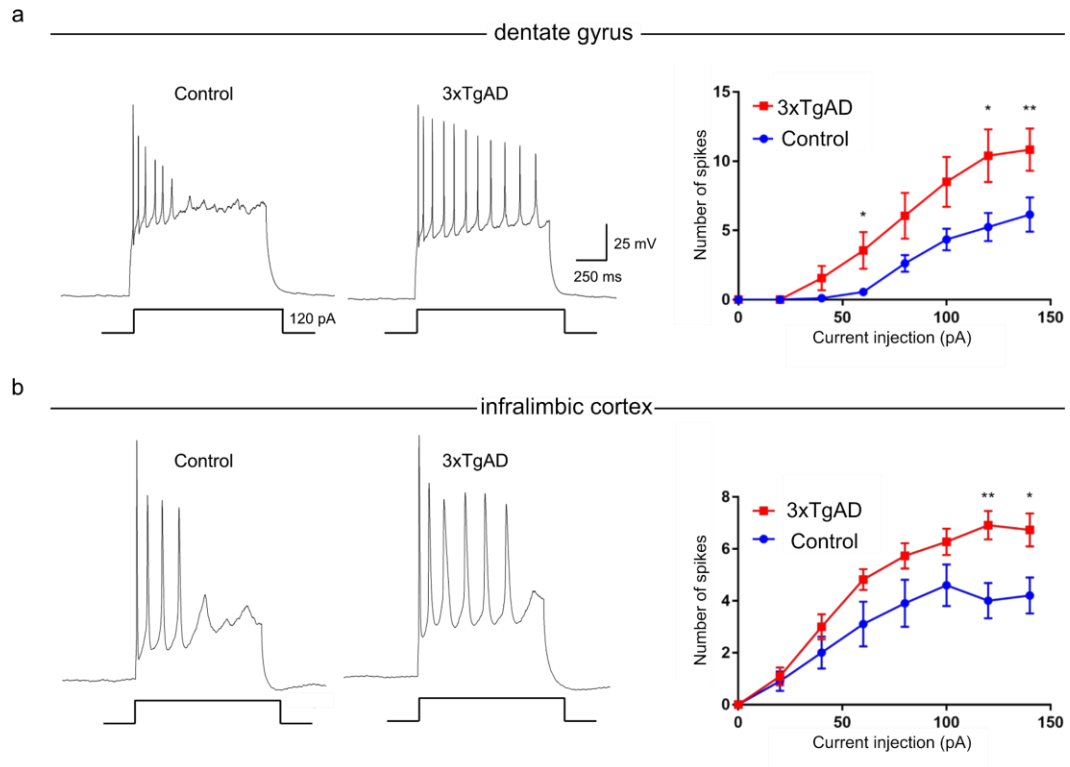 a
dentate gyrus
Control
3xTgAD
25 mV
250 ms
120 pA
15
10
5
0
Number of spikes
3xTgAD
Control
*
*
**
0
50
100
150
Current injection (pA)
b
infralimbic cortex
Control
3xTgAD
8
6
4
2
0
Number of spikes
3xTgAD
Control
**
*
0
50
100
150
Current injection (pA)